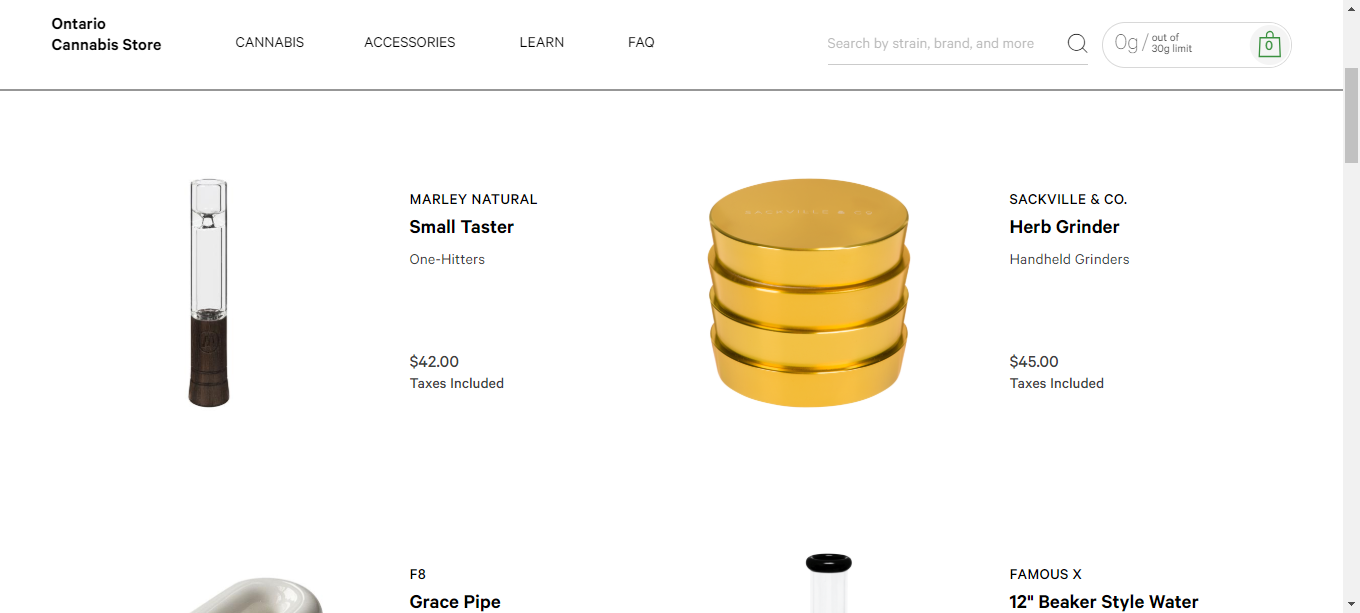 Ontario
Cannabis Store
CANNABIS
ACCESSORIES
LEARN
FAQ
Search by strain, brand, and more
0g / out of
30g limit
0
MARLEY NATURAL
Small Taster
One-Hitters
$42.00
Taxes Included
SACKVILLE & CO
SACKVILLE & CO.
Herb Grinder
Handheld Grinders
$45.00
Taxes Included
F8
Grace Pipe
FAMOUS X
12" Beaker Style Water